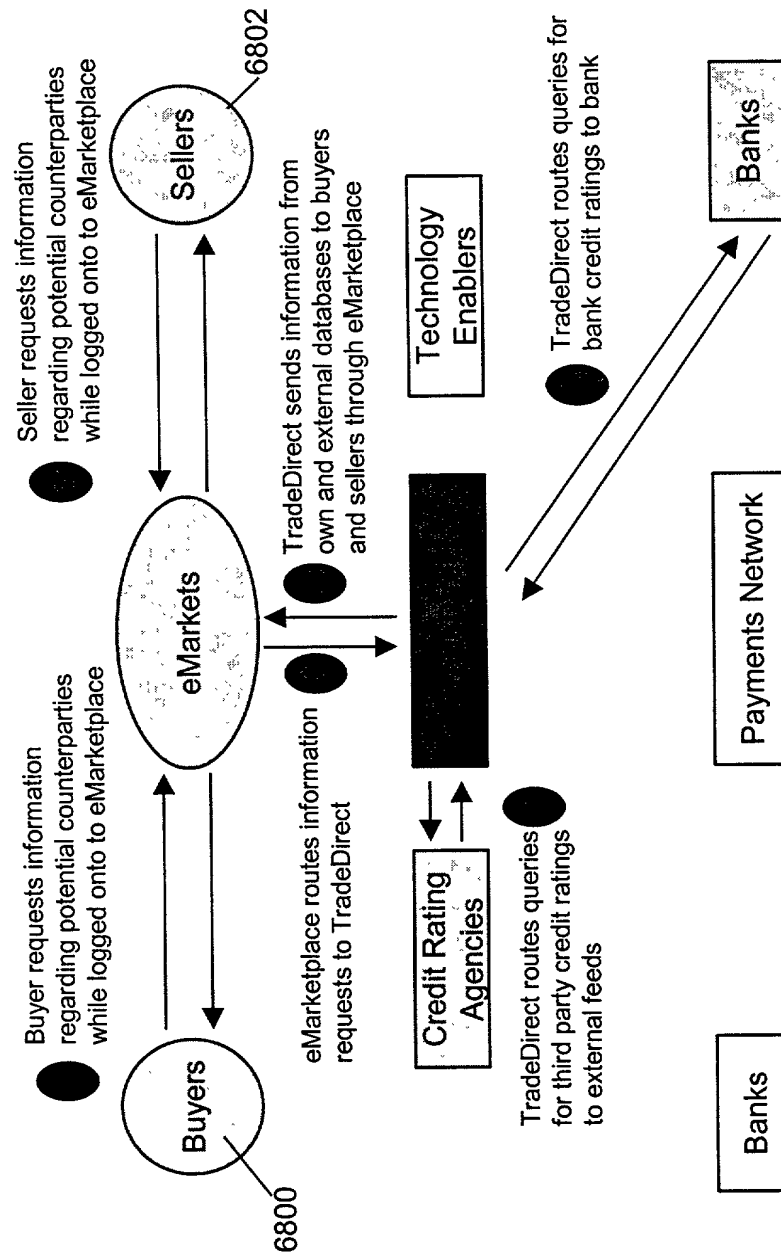 Buyer requests information
regarding potential counterparties
while logged onto to eMarketplace
Seller requests information
regarding potential counterparties
while logged onto to eMarketplace
Buyers
6800
eMarkets
Sellers
6802
eMarketplace routes information
requests to TradeDirect
TradeDirect sends information from
own and external databases to buyers
and sellers through eMarketplace
Credit Rating
Agencies
Technology
Enablers
TradeDirect routes queries
for third party credit ratings
to external feeds
TradeDirect routes queries for
bank credit ratings to bank
Banks
Payments Network
Banks